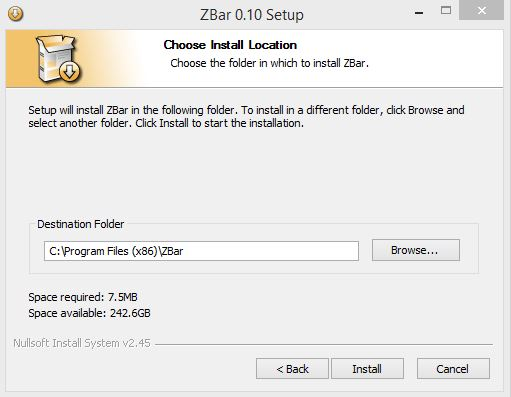 ZBar 0.10 Setup
Choose Install Location
Choose the folder in which to install ZBar.
Setup will install ZBar in the following folder. To install in a different folder, click Browse and
select another folder. Click Install to start the installation.
Destination Folder
C:\Program Files (x86)\ZBar
Browse...
Space required: 7.5MB
Space available: 242.6GB
Nullsoft Install System v2.45
< Back
Install
Cancel